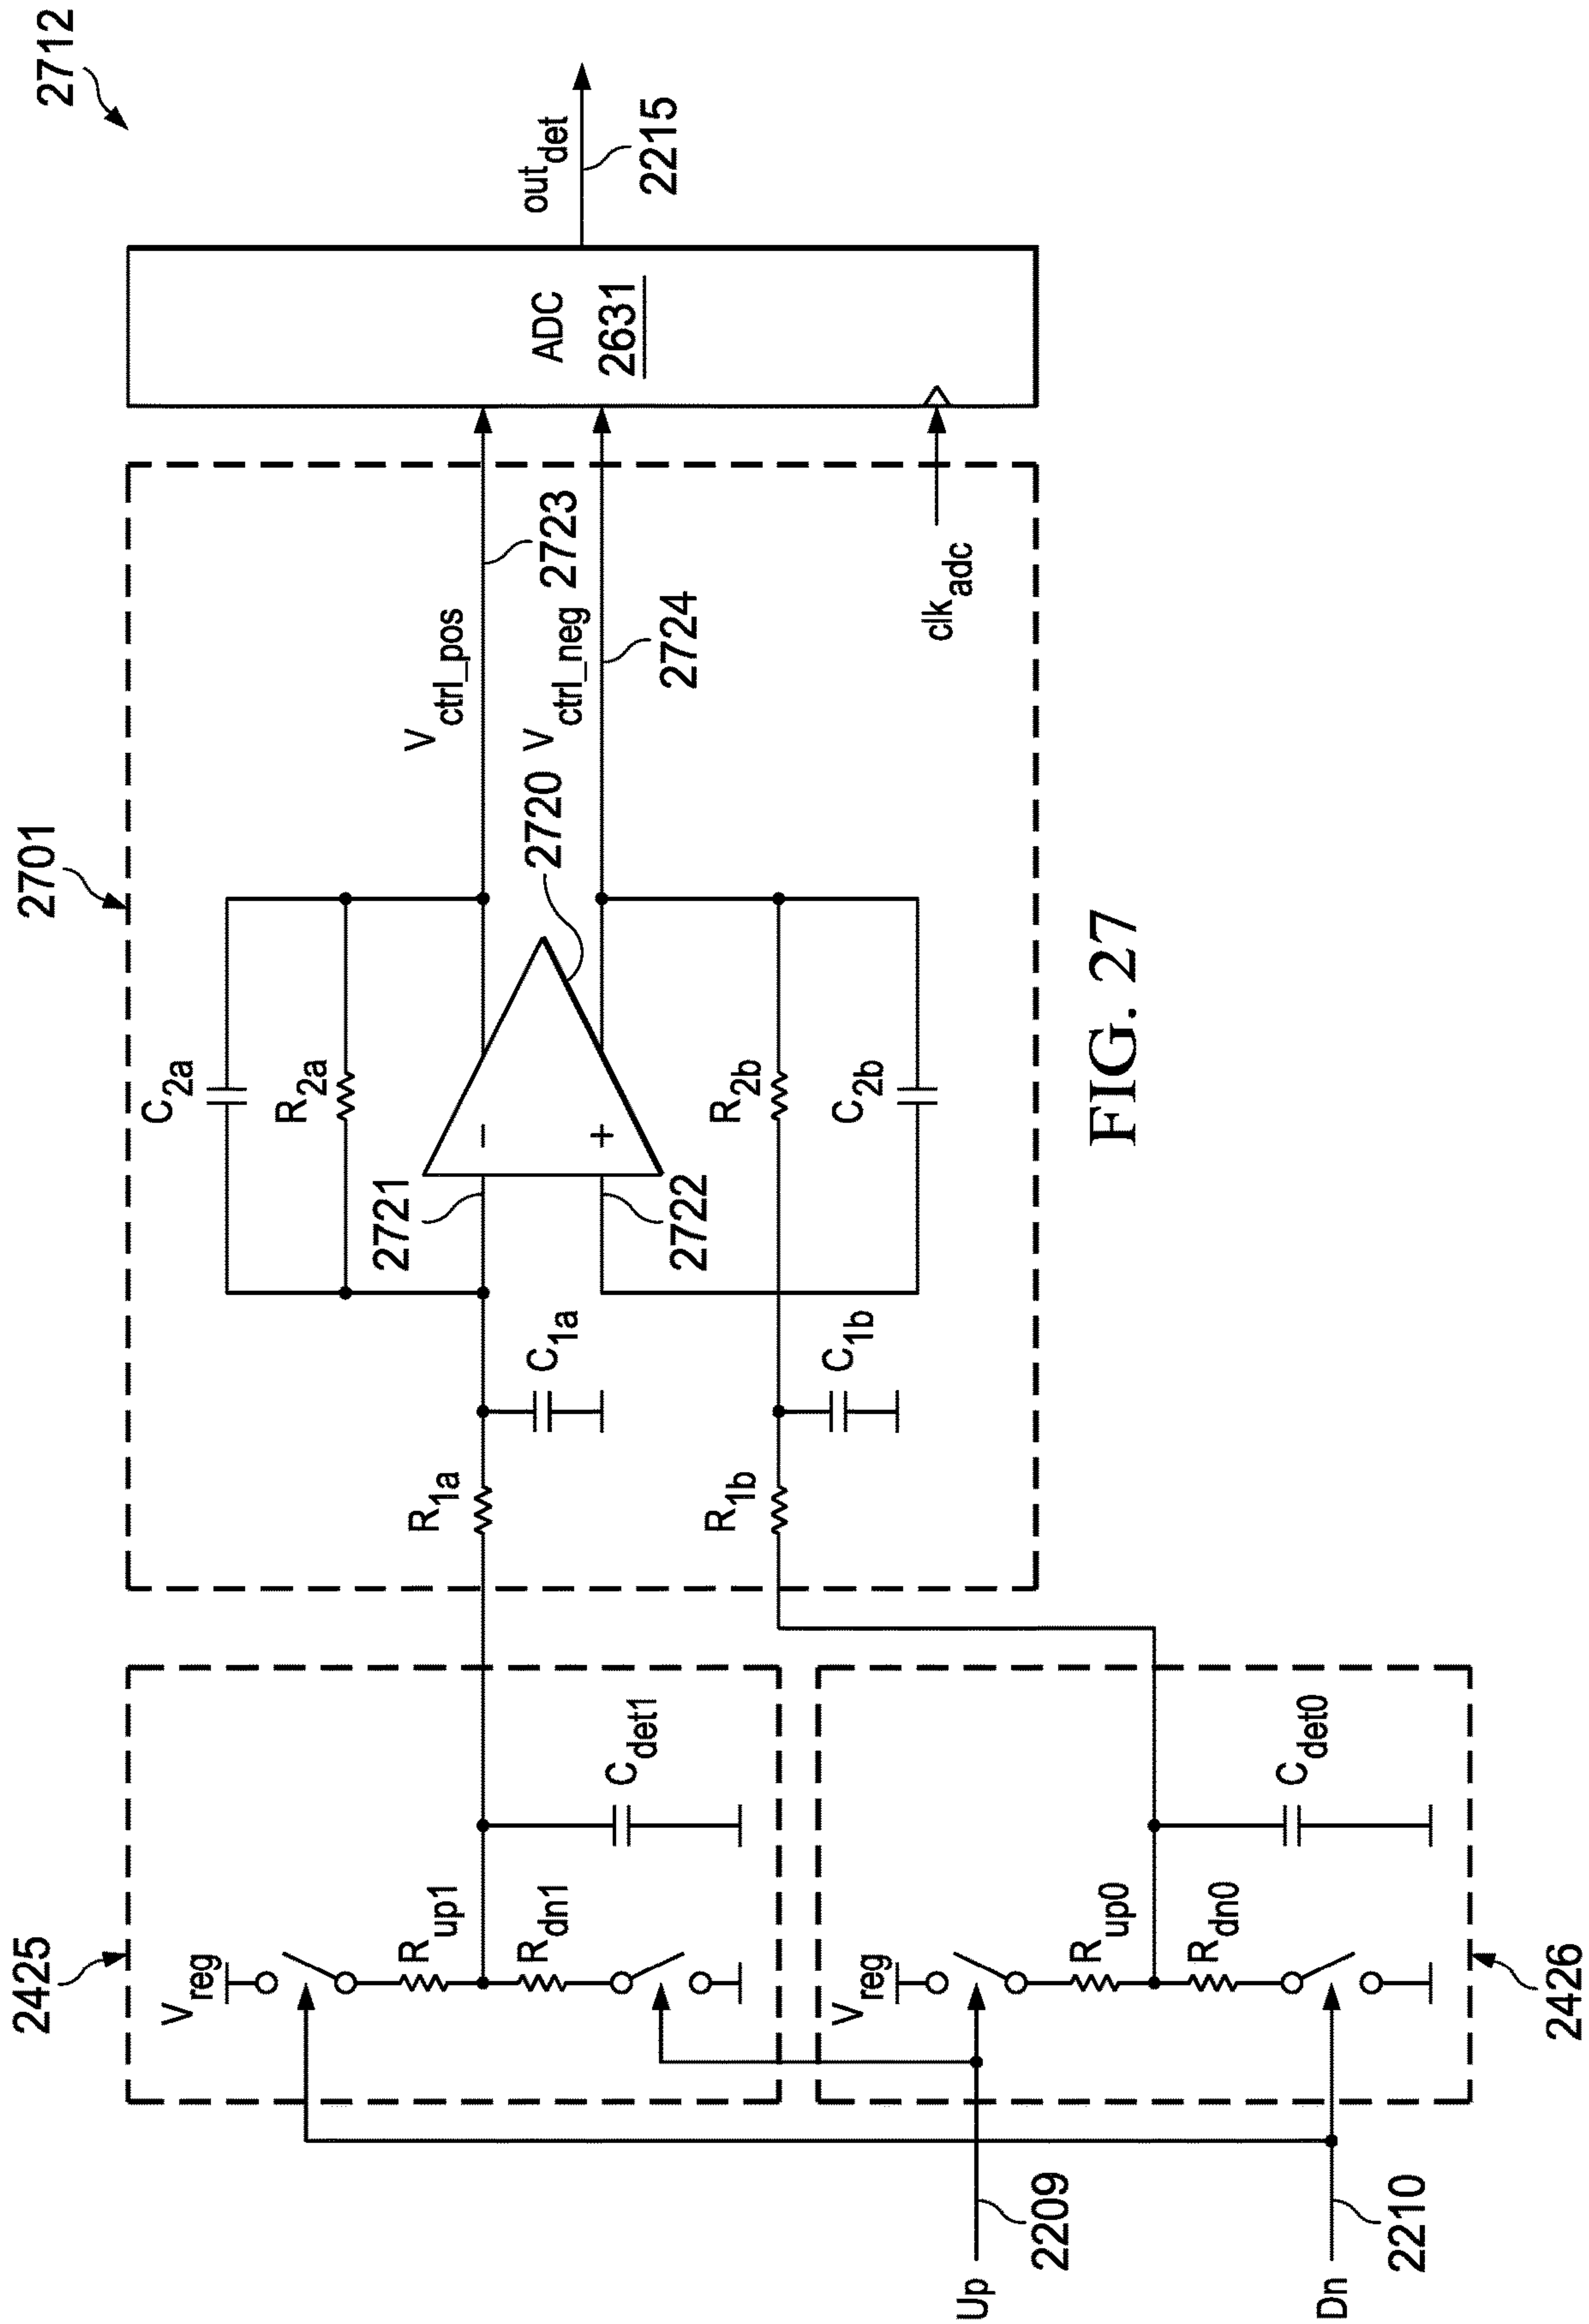 2712
2701
2425
V_reg
R_up1
R_dn1
C_det1
R_1a
C_1a
C_2a
R_2a
2721
2722
2720
V_ctrl_pos
2723
V_ctrl_neg
2724
R_1b
C_1b
R_2b
C_2b
clk_adc
ADC
2631
out_det
2215
V_reg
R_up0
R_dn0
C_det0
2426
Up
2209
Dn
2210
FIG. 27